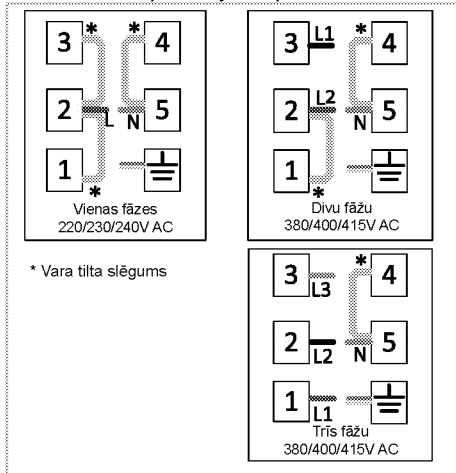 3 * * 4
2 L N 5
1 *
Vienas fāzes
220/230/240V AC
3 L1 * 4
2 L2 N 5
1 *
Divu fāžu
380/400/415V AC
* Vara tilta slēgums
3 L3 * 4
2 L2 N 5
1 L1
Trīs fāžu
380/400/415V AC